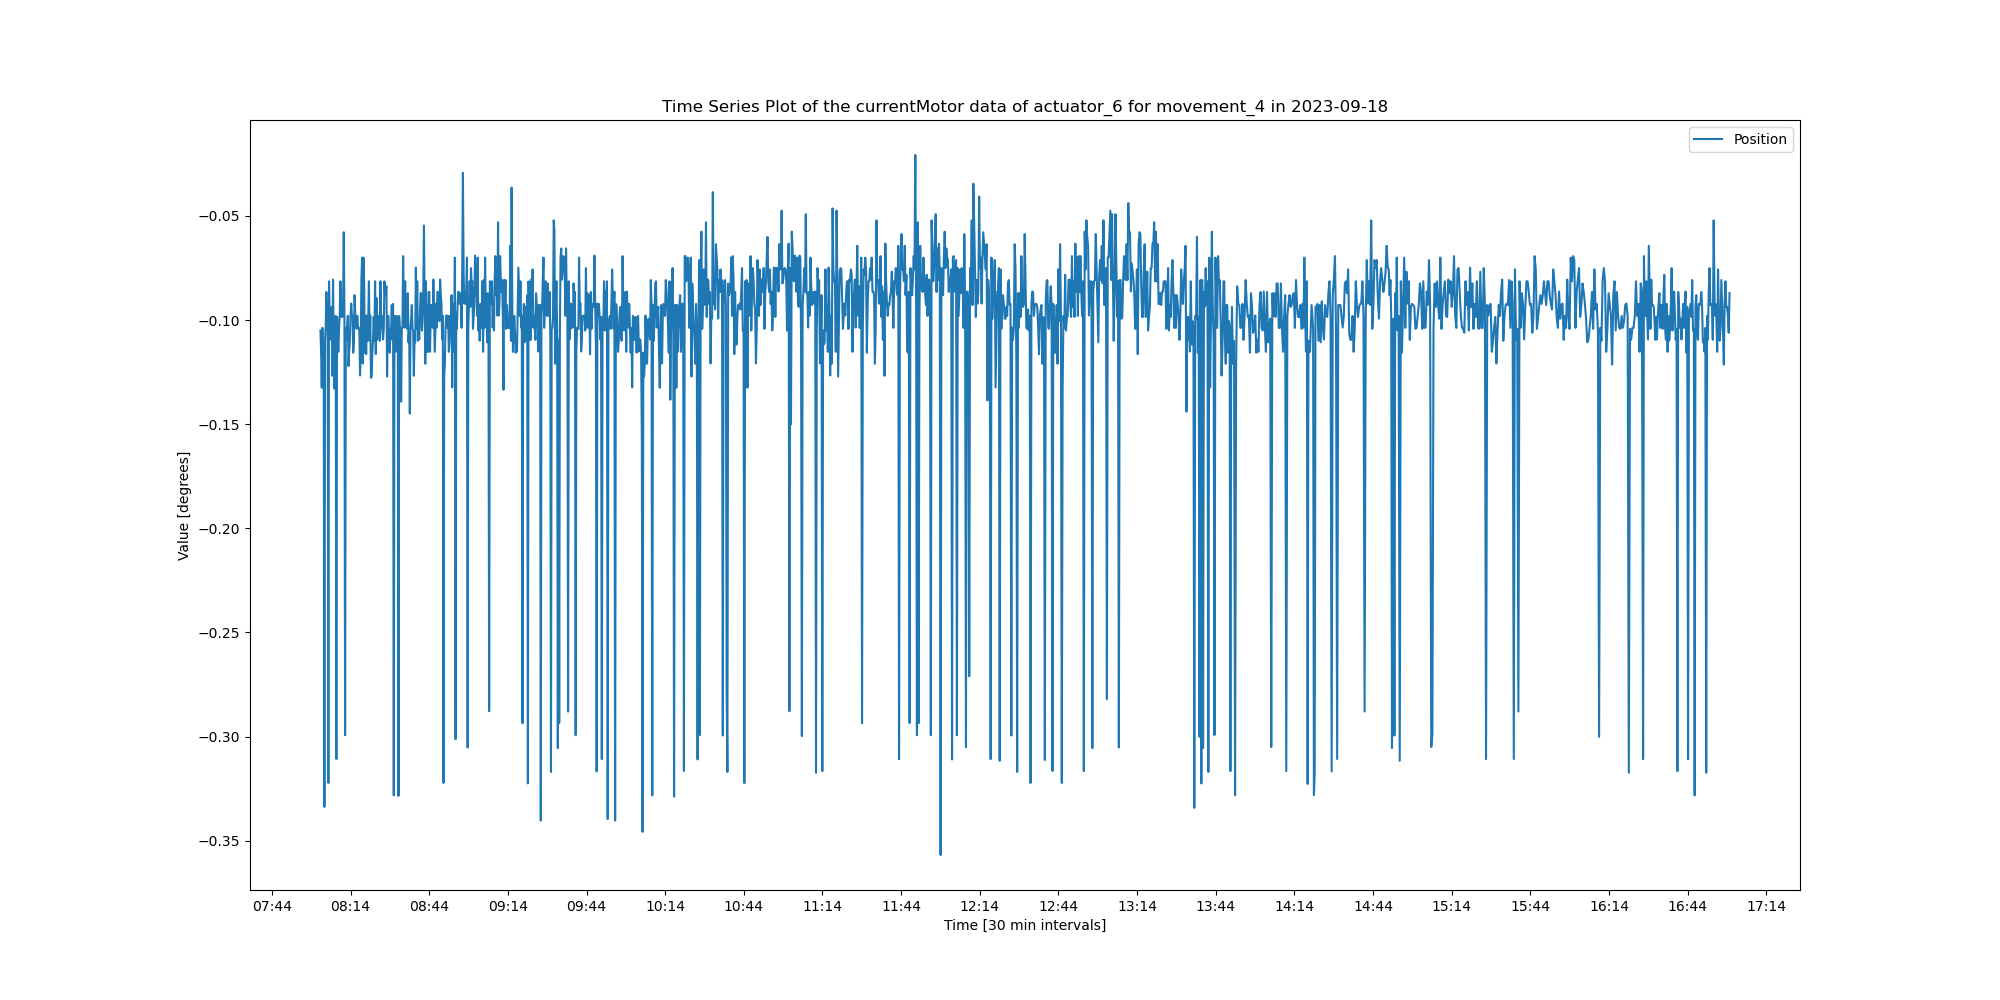 Time Series Plot of the currentMotor data of actuator_6 for movement_4 in 2023-09-18
Position
−0.05
−0.10
−0.15
−0.20
−0.25
−0.30
−0.35
Value [degrees]
07:44 08:14 08:44 09:14 09:44 10:14 10:44 11:14 11:44 12:14 12:44 13:14 13:44 14:14 14:44 15:14 15:44 16:14 16:44 17:14
Time [30 min intervals]